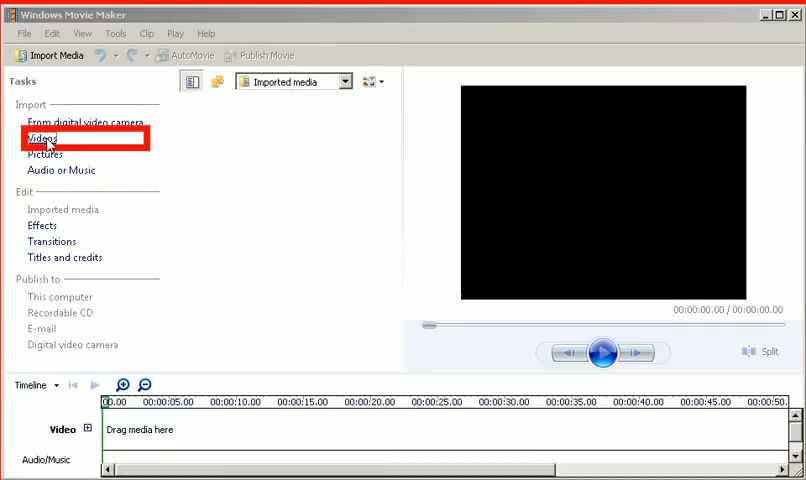 Windows Movie Maker
File Edit View Tools Clip Play Help
Import Media AutoMovie Publish Movie
Tasks
Imported media
Import
From digital video camera
Videos
Pictures
Audio or Music
Edit
Imported media
Effects
Transitions
Titles and credits
Publish to
This computer
Recordable CD
E-mail
Digital video camera
00:00:00.00 / 00:00:00.00
Split
Timeline
00.00 00:00:05.00 00:00:10.00 00:00:15.00 00:00:20.00 00:00:25.00 00:00:30.00 00:00:35.00 00:00:40.00 00:00:45.00 00:00:50.
Video Drag media here
Audio/Music